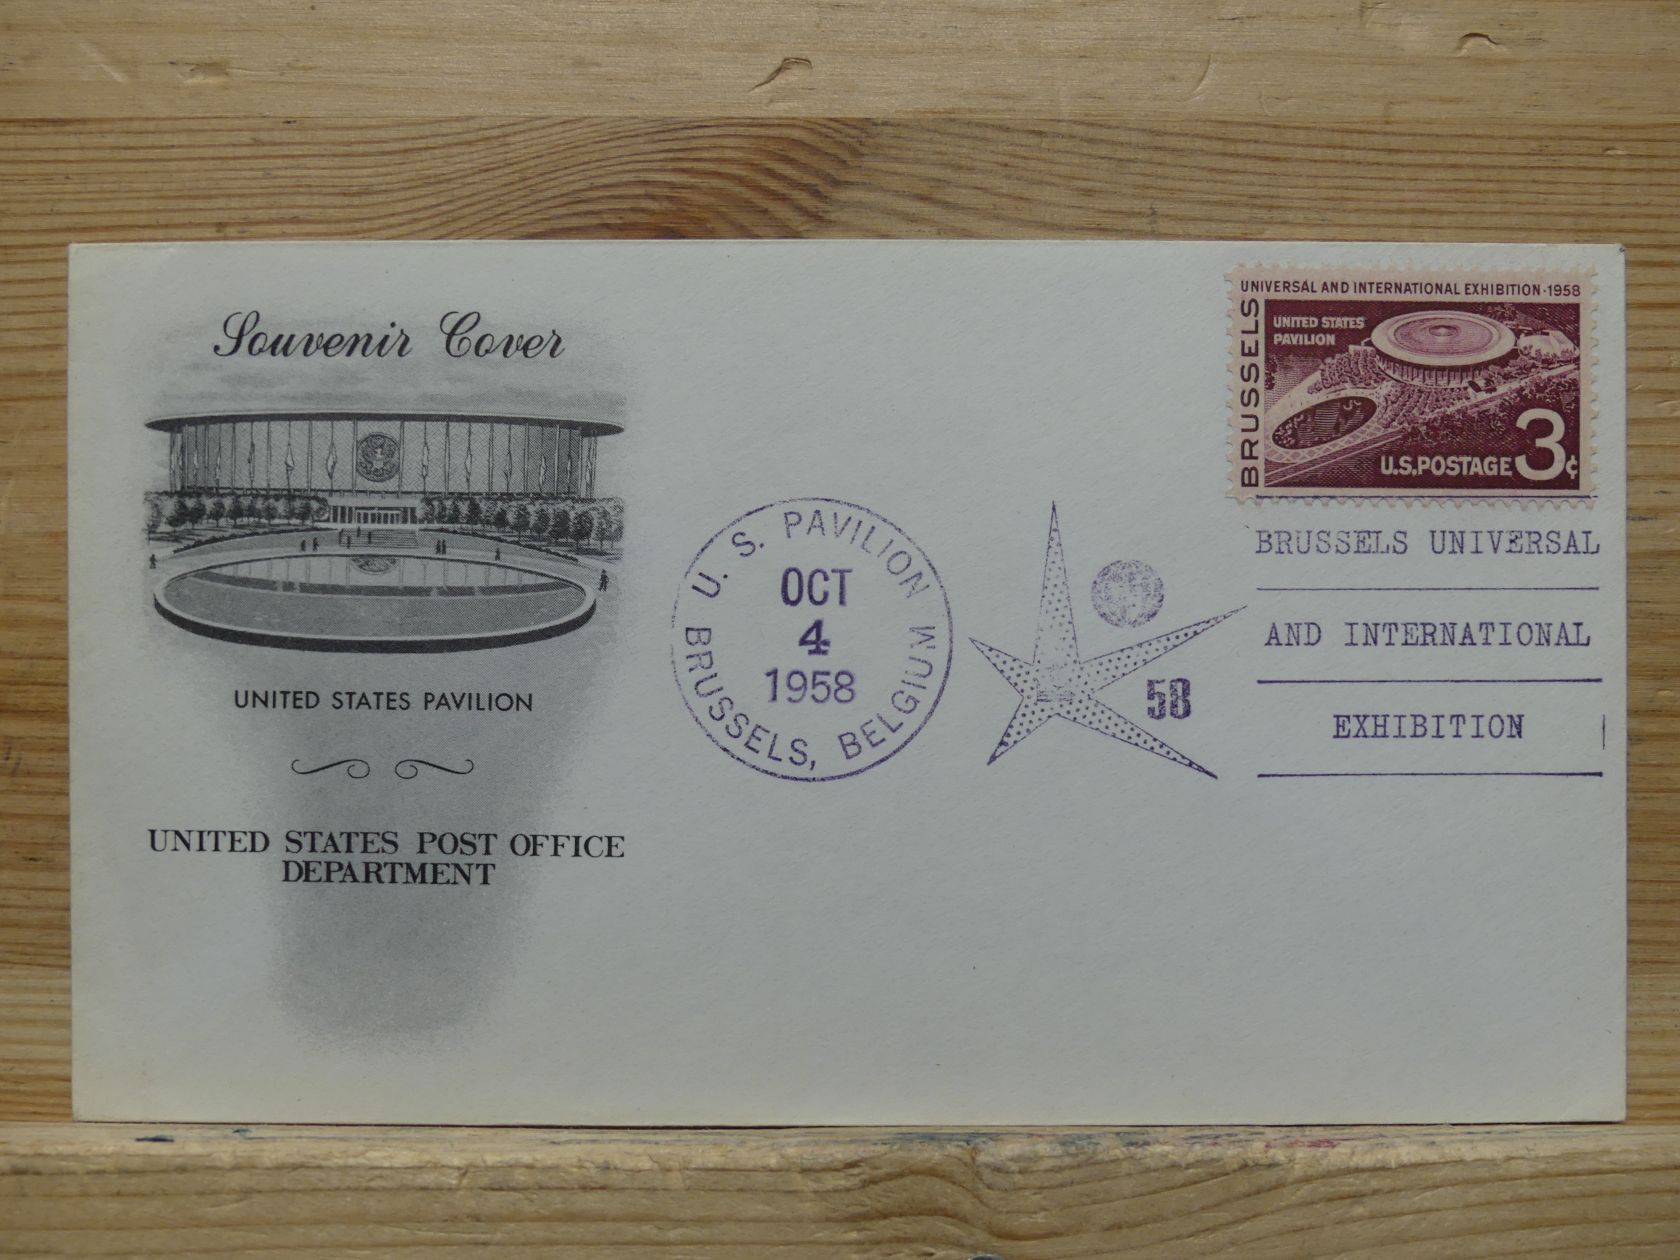 Souvenir Cover
UNITED STATES PAVILION
UNITED STATES POST OFFICE
DEPARTMENT
U. S. PAVILION
OCT
4
1958
BRUSSELS, BELGIUM
58
UNIVERSAL AND INTERNATIONAL EXHIBITION·1958
BRUSSELS
UNITED STATES
PAVILION
U.S.POSTAGE 3¢
BRUSSELS UNIVERSAL
AND INTERNATIONAL
EXHIBITION